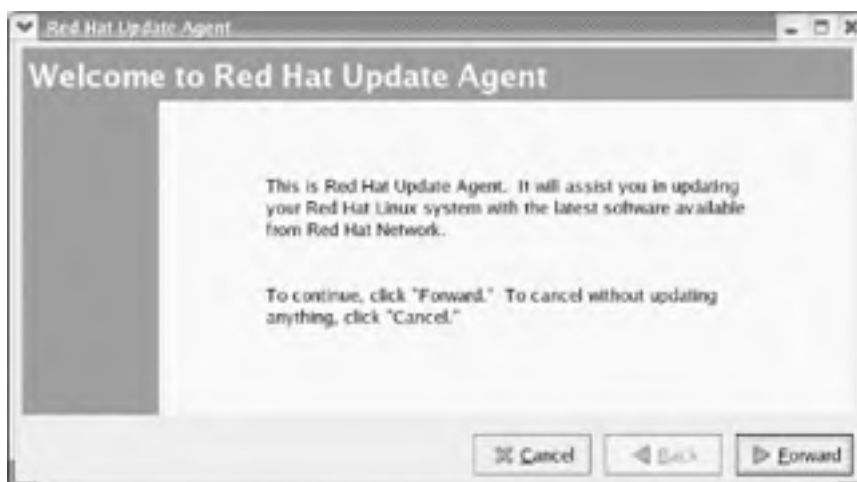 Red Hat Update Agent
Welcome to Red Hat Update Agent
This is Red Hat Update Agent. It will assist you in updating
your Red Hat Linux system with the latest software available
from Red Hat Network.
To continue, click "Forward." To cancel without updating
anything, click "Cancel."
Cancel
Back
Forward